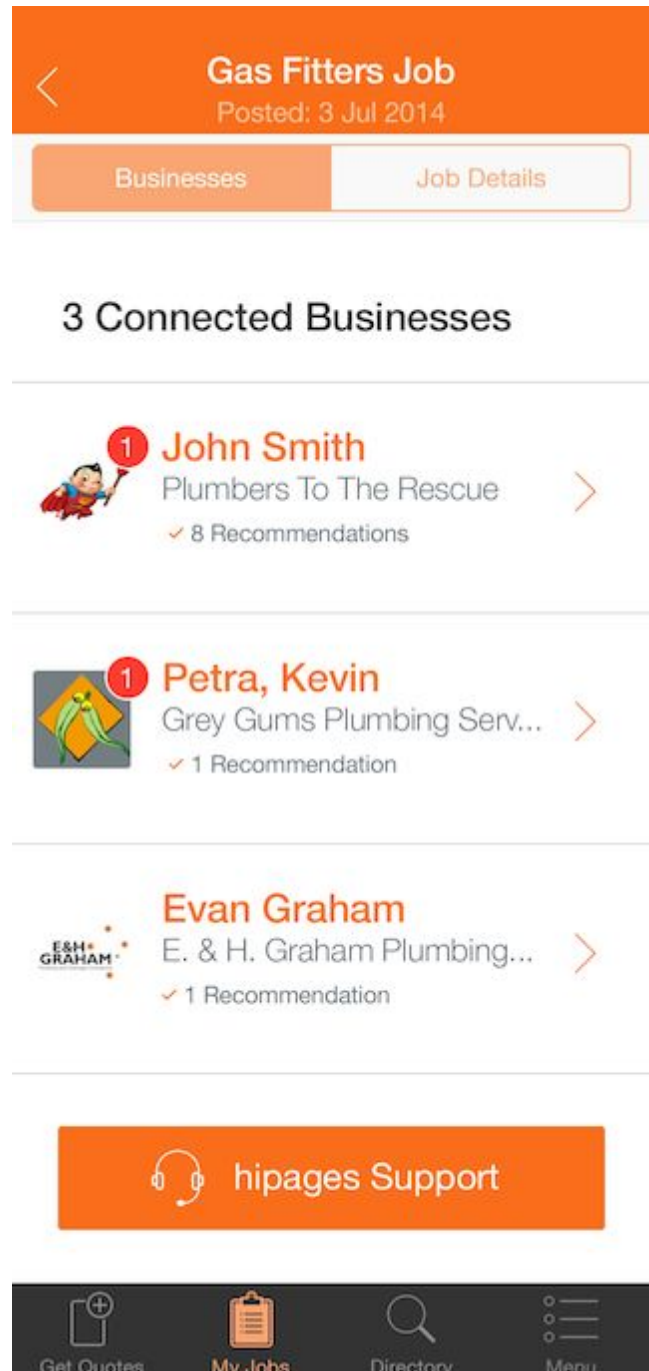 Gas Fitters Job
Posted: 3 Jul 2014
Businesses
Job Details
3 Connected Businesses
1
John Smith
Plumbers To The Rescue
8 Recommendations
1
Petra, Kevin
Grey Gums Plumbing Serv...
1 Recommendation
E&H
GRAHAM
Evan Graham
E. & H. Graham Plumbing...
1 Recommendation
hipages Support
Get Quotes
My Jobs
Directory
Menu